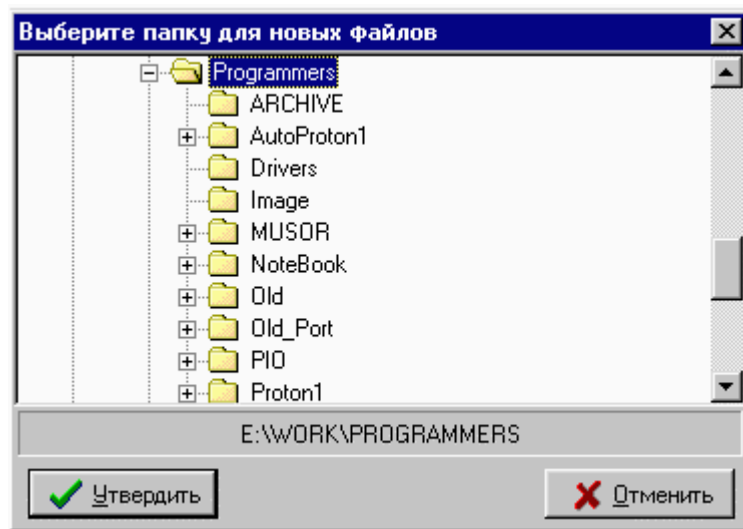 Выберите папку для новых файлов
Programmers
ARCHIVE
AutoProton1
Drivers
Image
MUSOR
NoteBook
Old
Old_Port
PIO
Proton1
E:\WORK\PROGRAMMERS
Утвердить
Отменить